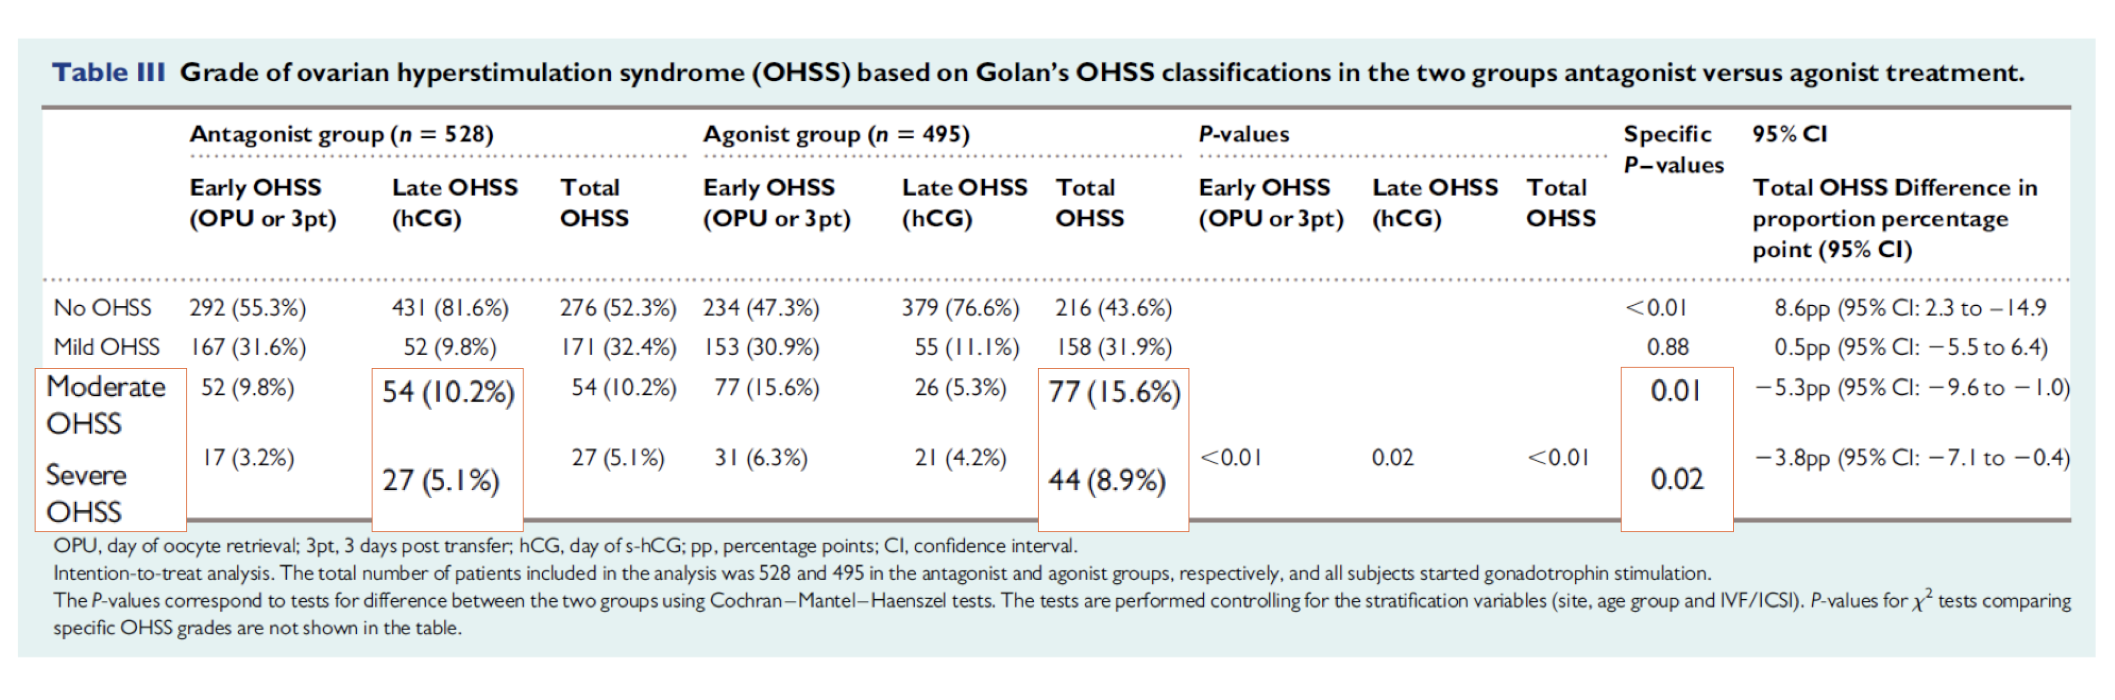 Table III Grade of ovarian hyperstimulation syndrome (OHSS) based on Golan's OHSS classifications in the two groups antagonist versus agonist treatment.
Antagonist group (n = 528) Agonist group (n = 495) P-values Specific P–values 95% CI
Early OHSS (OPU or 3pt) Late OHSS (hCG) Total OHSS Early OHSS (OPU or 3pt) Late OHSS (hCG) Total OHSS Early OHSS (OPU or 3pt) Late OHSS (hCG) Total OHSS Total OHSS Difference in proportion percentage point (95% CI)
No OHSS 292 (55.3%) 431 (81.6%) 276 (52.3%) 234 (47.3%) 379 (76.6%) 216 (43.6%) <0.01 8.6pp (95% CI: 2.3 to −14.9
Mild OHSS 167 (31.6%) 52 (9.8%) 171 (32.4%) 153 (30.9%) 55 (11.1%) 158 (31.9%) 0.88 0.5pp (95% CI: −5.5 to 6.4)
Moderate OHSS 52 (9.8%) 54 (10.2%) 54 (10.2%) 77 (15.6%) 26 (5.3%) 77 (15.6%) 0.01 −5.3pp (95% CI: −9.6 to −1.0)
Severe OHSS 17 (3.2%) 27 (5.1%) 27 (5.1%) 31 (6.3%) 21 (4.2%) 44 (8.9%) <0.01 0.02 <0.01 0.02 −3.8pp (95% CI: −7.1 to −0.4)
OPU, day of oocyte retrieval; 3pt, 3 days post transfer; hCG, day of s-hCG; pp, percentage points; CI, confidence interval.
Intention-to-treat analysis. The total number of patients included in the analysis was 528 and 495 in the antagonist and agonist groups, respectively, and all subjects started gonadotrophin stimulation.
The P-values correspond to tests for difference between the two groups using Cochran–Mantel–Haenszel tests. The tests are performed controlling for the stratification variables (site, age group and IVF/ICSI). P-values for χ² tests comparing
specific OHSS grades are not shown in the table.